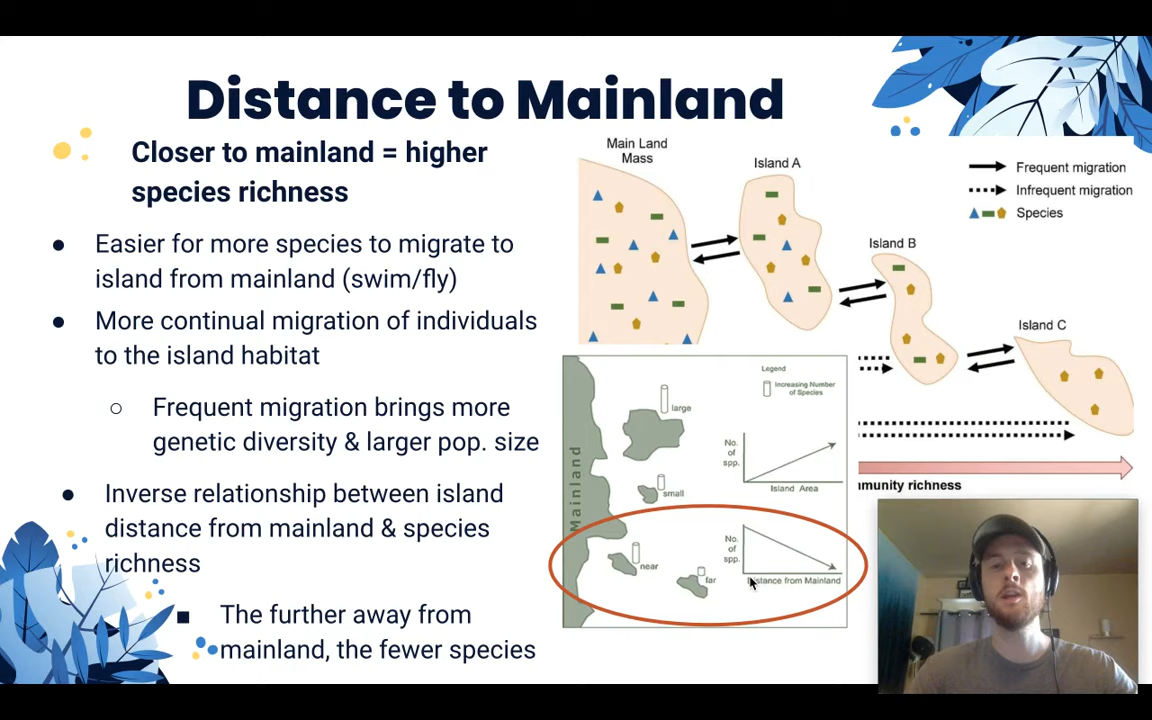 Distance to Mainland
Closer to mainland = higher
species richness
● Easier for more species to migrate to
island from mainland (swim/fly)
● More continual migration of individuals
to the island habitat
○ Frequent migration brings more
genetic diversity & larger pop. size
● Inverse relationship between island
distance from mainland & species
richness
■ The further away from
mainland, the fewer species
Main Land
Mass
Island A
Island B
Island C
Frequent migration
Infrequent migration
Species
mmunity richness
Mainland
large
small
near
far
Legend
Increasing Number
of Species
No.
of
spp.
Island Area
No.
of
spp.
Distance from Mainland